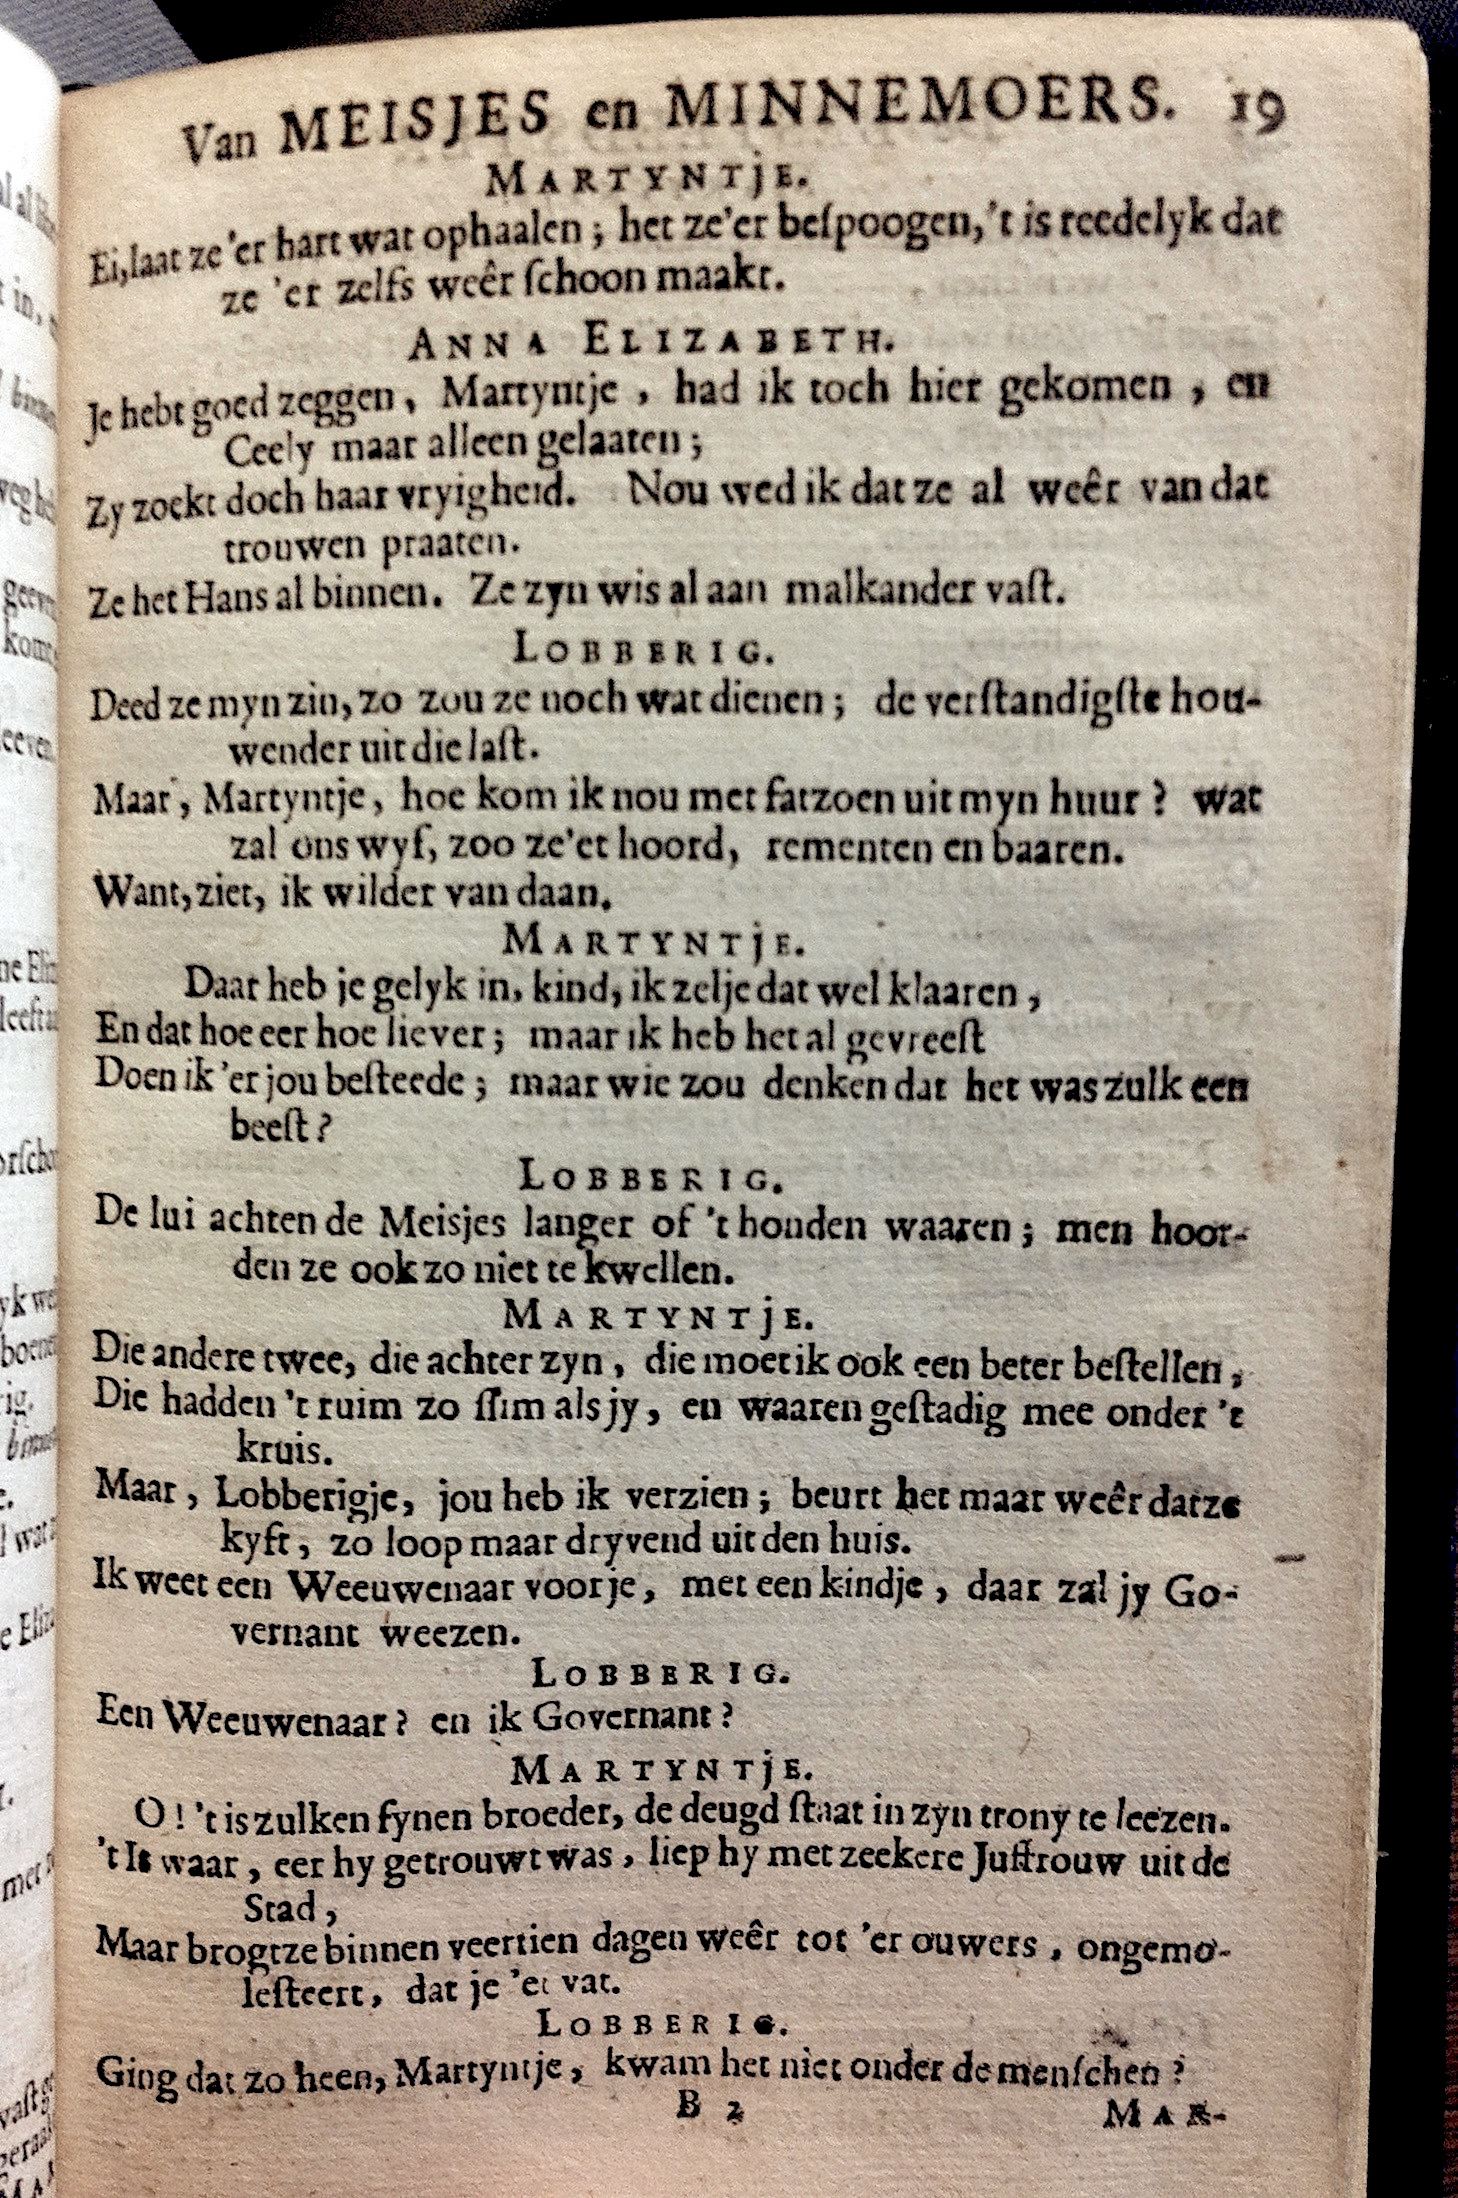 Van MEISJES en MINNEMOERS. 19
MARTYNTjE.
Ei, laat ze 'er hart wat ophaalen ; het ze'er beſpoogen, 't is reedelyk dat
ze 'er zelfs weêr ſchoon maakt.
ANNA ELIZABETH.
Je hebt goed zeggen, Martyntje, had ik toch hier gekomen, en
Ceely maar alleen gelaaten ;
Zy zoekt doch haar vryigheid. Nou wed ik dat ze al weêr van dat
trouwen praaten.
Ze het Hans al binnen. Ze zyn wis al aan malkander vaſt.
LOBBERIG.
Deed ze myn zin, zo zou ze noch wat dienen ; de verſtandigſte hou-
wender uit die laſt.
Maar, Martyntje, hoe kom ik nou met fatzoen uit myn huur ? wat
zal ons wyf, zoo ze'et hoord, rementen en baaren.
Want, ziet, ik wilder van daan.
MARTYNTjE.
Daar heb je gelyk in, kind, ik zelje dat wel klaaren,
En dat hoe eer hoe liever ; maar ik heb het al gevreeſt
Doen ik 'er jou beſteede ; maar wie zou denken dat het was zulk een
beeſt ?
LOBBERIG.
De lui achten de Meisjes langer of 't honden waaren ; men hoor-
den ze ook zo niet te kwellen.
MARTYNTjE.
Die andere twee, die achter zyn, die moet ik ook een beter beſtellen,
Die hadden 't ruim zo ſlim als jy, en waaren geſtadig mee onder 't
kruis.
Maar, Lobberigje, jou heb ik verzien ; beurt het maar weêr datze
kyft, zo loop maar dryvend uit den huis.
Ik weet een Weeuwenaar voor je, met een kindje, daar zal jy Go-
vernant weezen.
LOBBERIG.
Een Weeuwenaar ? en ik Governant ?
MARTYNTjE.
O ! 't is zulken fynen broeder, de deugd ſtaat in zyn trony te leezen.
't Is waar, eer hy getrouwt was, liep hy met zeekere Juffrouw uit de
Stad,
Maar brogtze binnen veertien dagen weêr tot 'er ouwers, ongemo-
leſteert, dat je 'et vat.
LOBBERIG.
Ging dat zo heen, Martyntje, kwam het niet onder de menſchen ?
B 2
MAR-